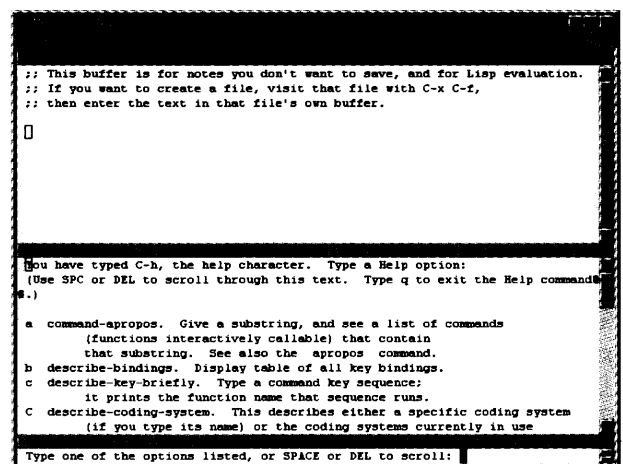 ;; This buffer is for notes you don't want to save, and for Lisp evaluation.
;; If you want to create a file, visit that file with C-x C-f,
;; then enter the text in that file's own buffer.
You have typed C-h, the help character. Type a Help option:
(Use SPC or DEL to scroll through this text. Type q to exit the Help command
.)
a command-apropos. Give a substring, and see a list of commands
(functions interactively callable) that contain
that substring. See also the apropos command.
b describe-bindings. Display table of all key bindings.
c describe-key-briefly. Type a command key sequence;
it prints the function name that sequence runs.
C describe-coding-system. This describes either a specific coding system
(if you type its name) or the coding systems currently in use
Type one of the options listed, or SPACE or DEL to scroll: